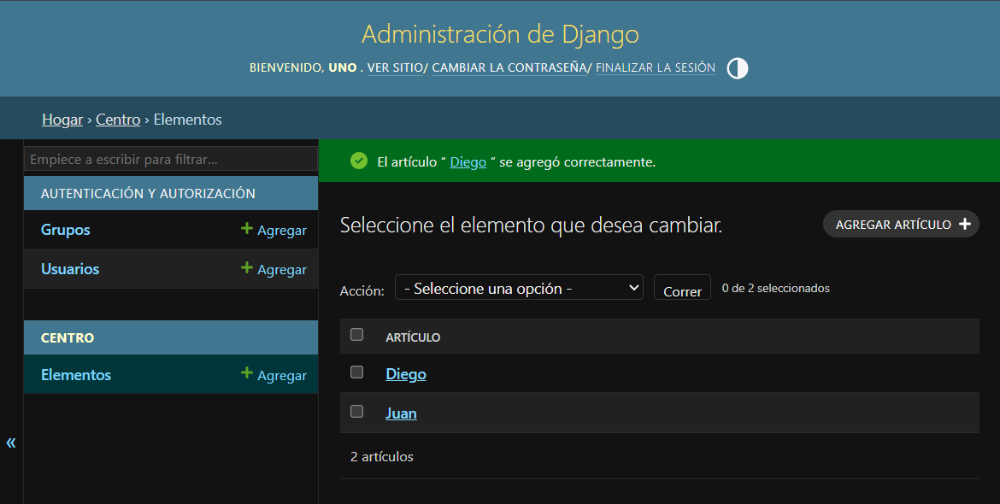 Administración de Django
BIENVENIDO, UNO . VER SITIO/ CAMBIAR LA CONTRASEÑA/ FINALIZAR LA SESIÓN
Hogar › Centro › Elementos
Empiece a escribir para filtrar...
AUTENTICACIÓN Y AUTORIZACIÓN
Grupos + Agregar
Usuarios + Agregar
CENTRO
Elementos + Agregar
«
El artículo “ Diego ” se agregó correctamente.
Seleccione el elemento que desea cambiar.
AGREGAR ARTÍCULO +
Acción: - Seleccione una opción - Correr 0 de 2 seleccionados
ARTÍCULO
Diego
Juan
2 artículos